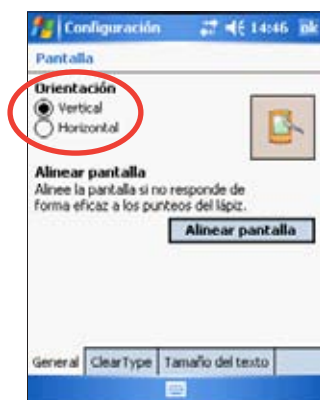 Configuración 14:46 ok
Pantalla
Orientación
Vertical
Horizontal
Alinear pantalla
Alinee la pantalla si no responde de
forma eficaz a los punteos del lápiz.
Alinear pantalla
General ClearType Tamaño del texto